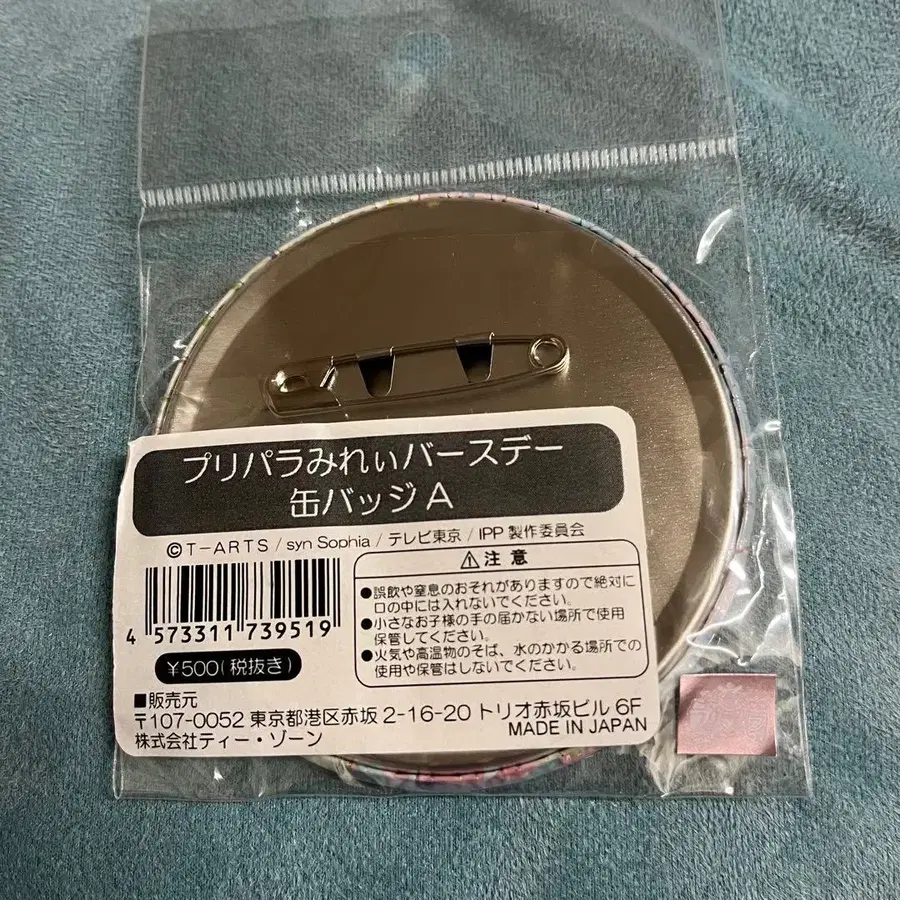 プリパラみれぃバースデー
缶バッジA
©T-ARTS / syn Sophia / テレビ東京 / IPP 製作委員会
⚠注意
●誤飲や窒息のおそれがありますので絶対に
口の中には入れないでください。
●小さなお子様の手の届かない場所で使用
保管してください。
●火気や高温物のそば、水のかかる場所での
使用や保管はしないでください。
4 573311 739519
¥500(税抜き)
■販売元
〒107-0052 東京都港区赤坂 2-16-20 トリオ赤坂ビル 6F
株式会社ティー・ゾーン
MADE IN JAPAN